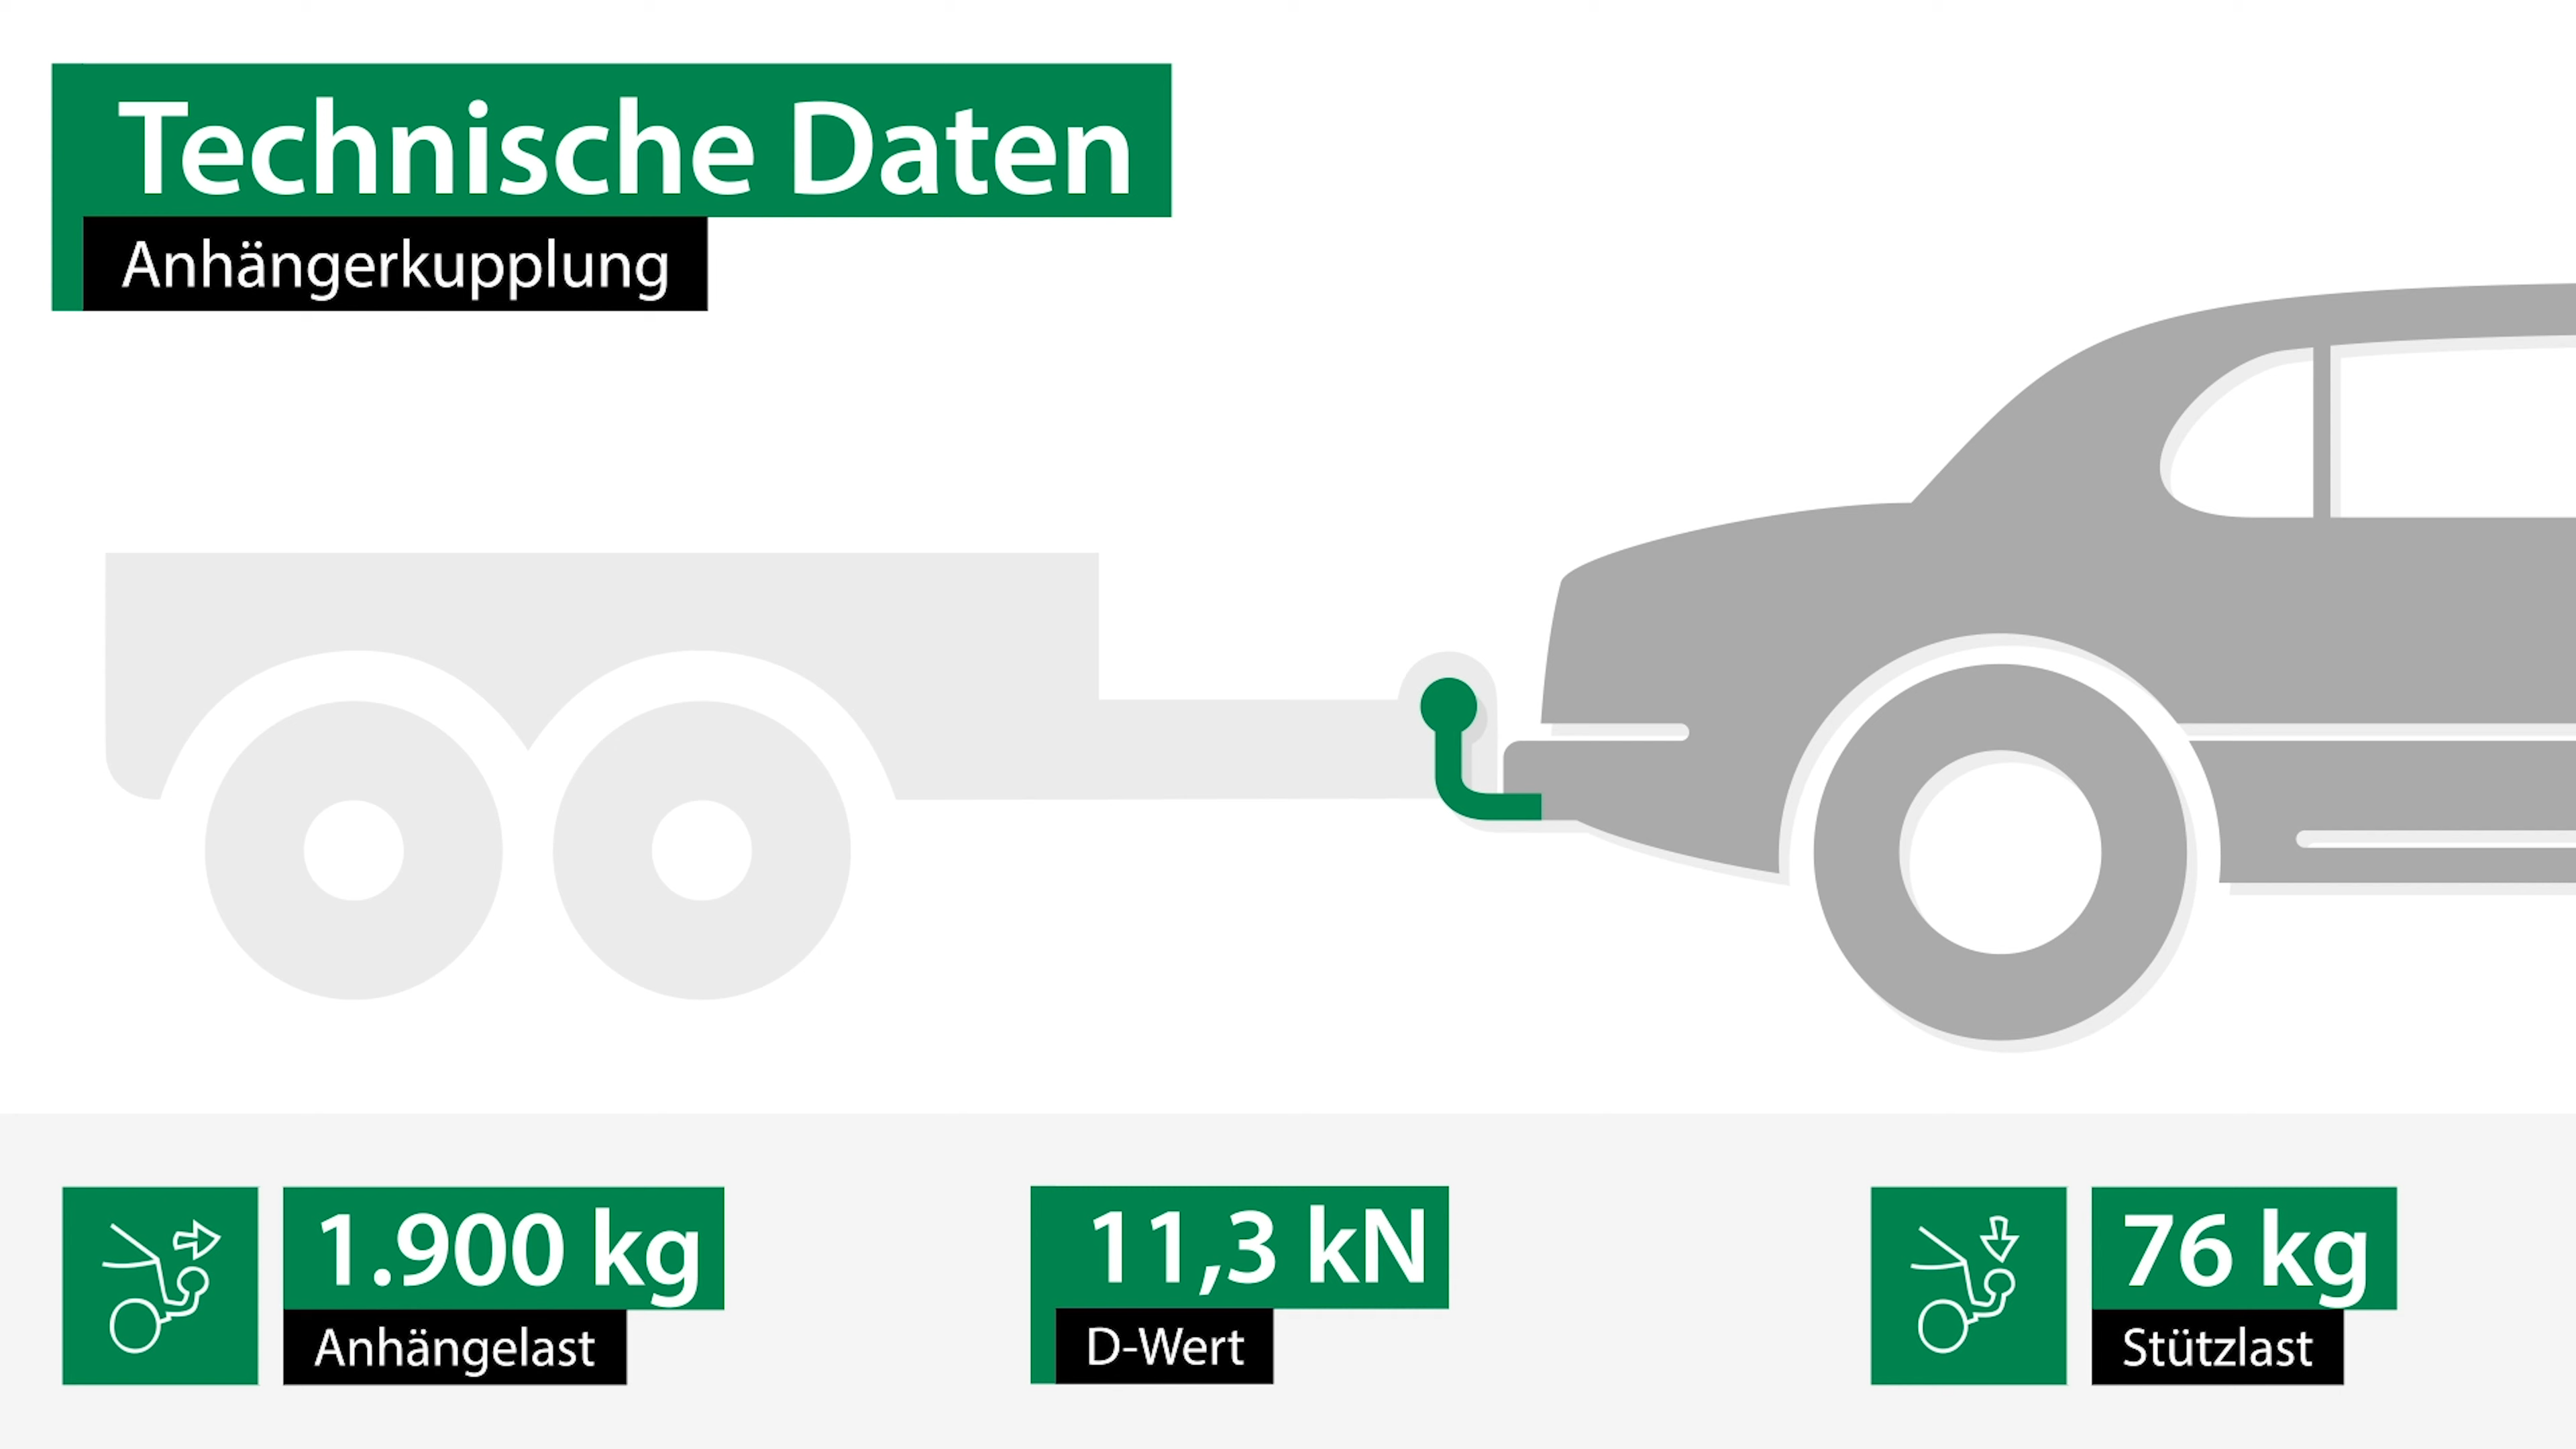 Technische Daten
Anhängerkupplung
1.900 kg
Anhängelast
11,3 kN
D-Wert
76 kg
Stützlast